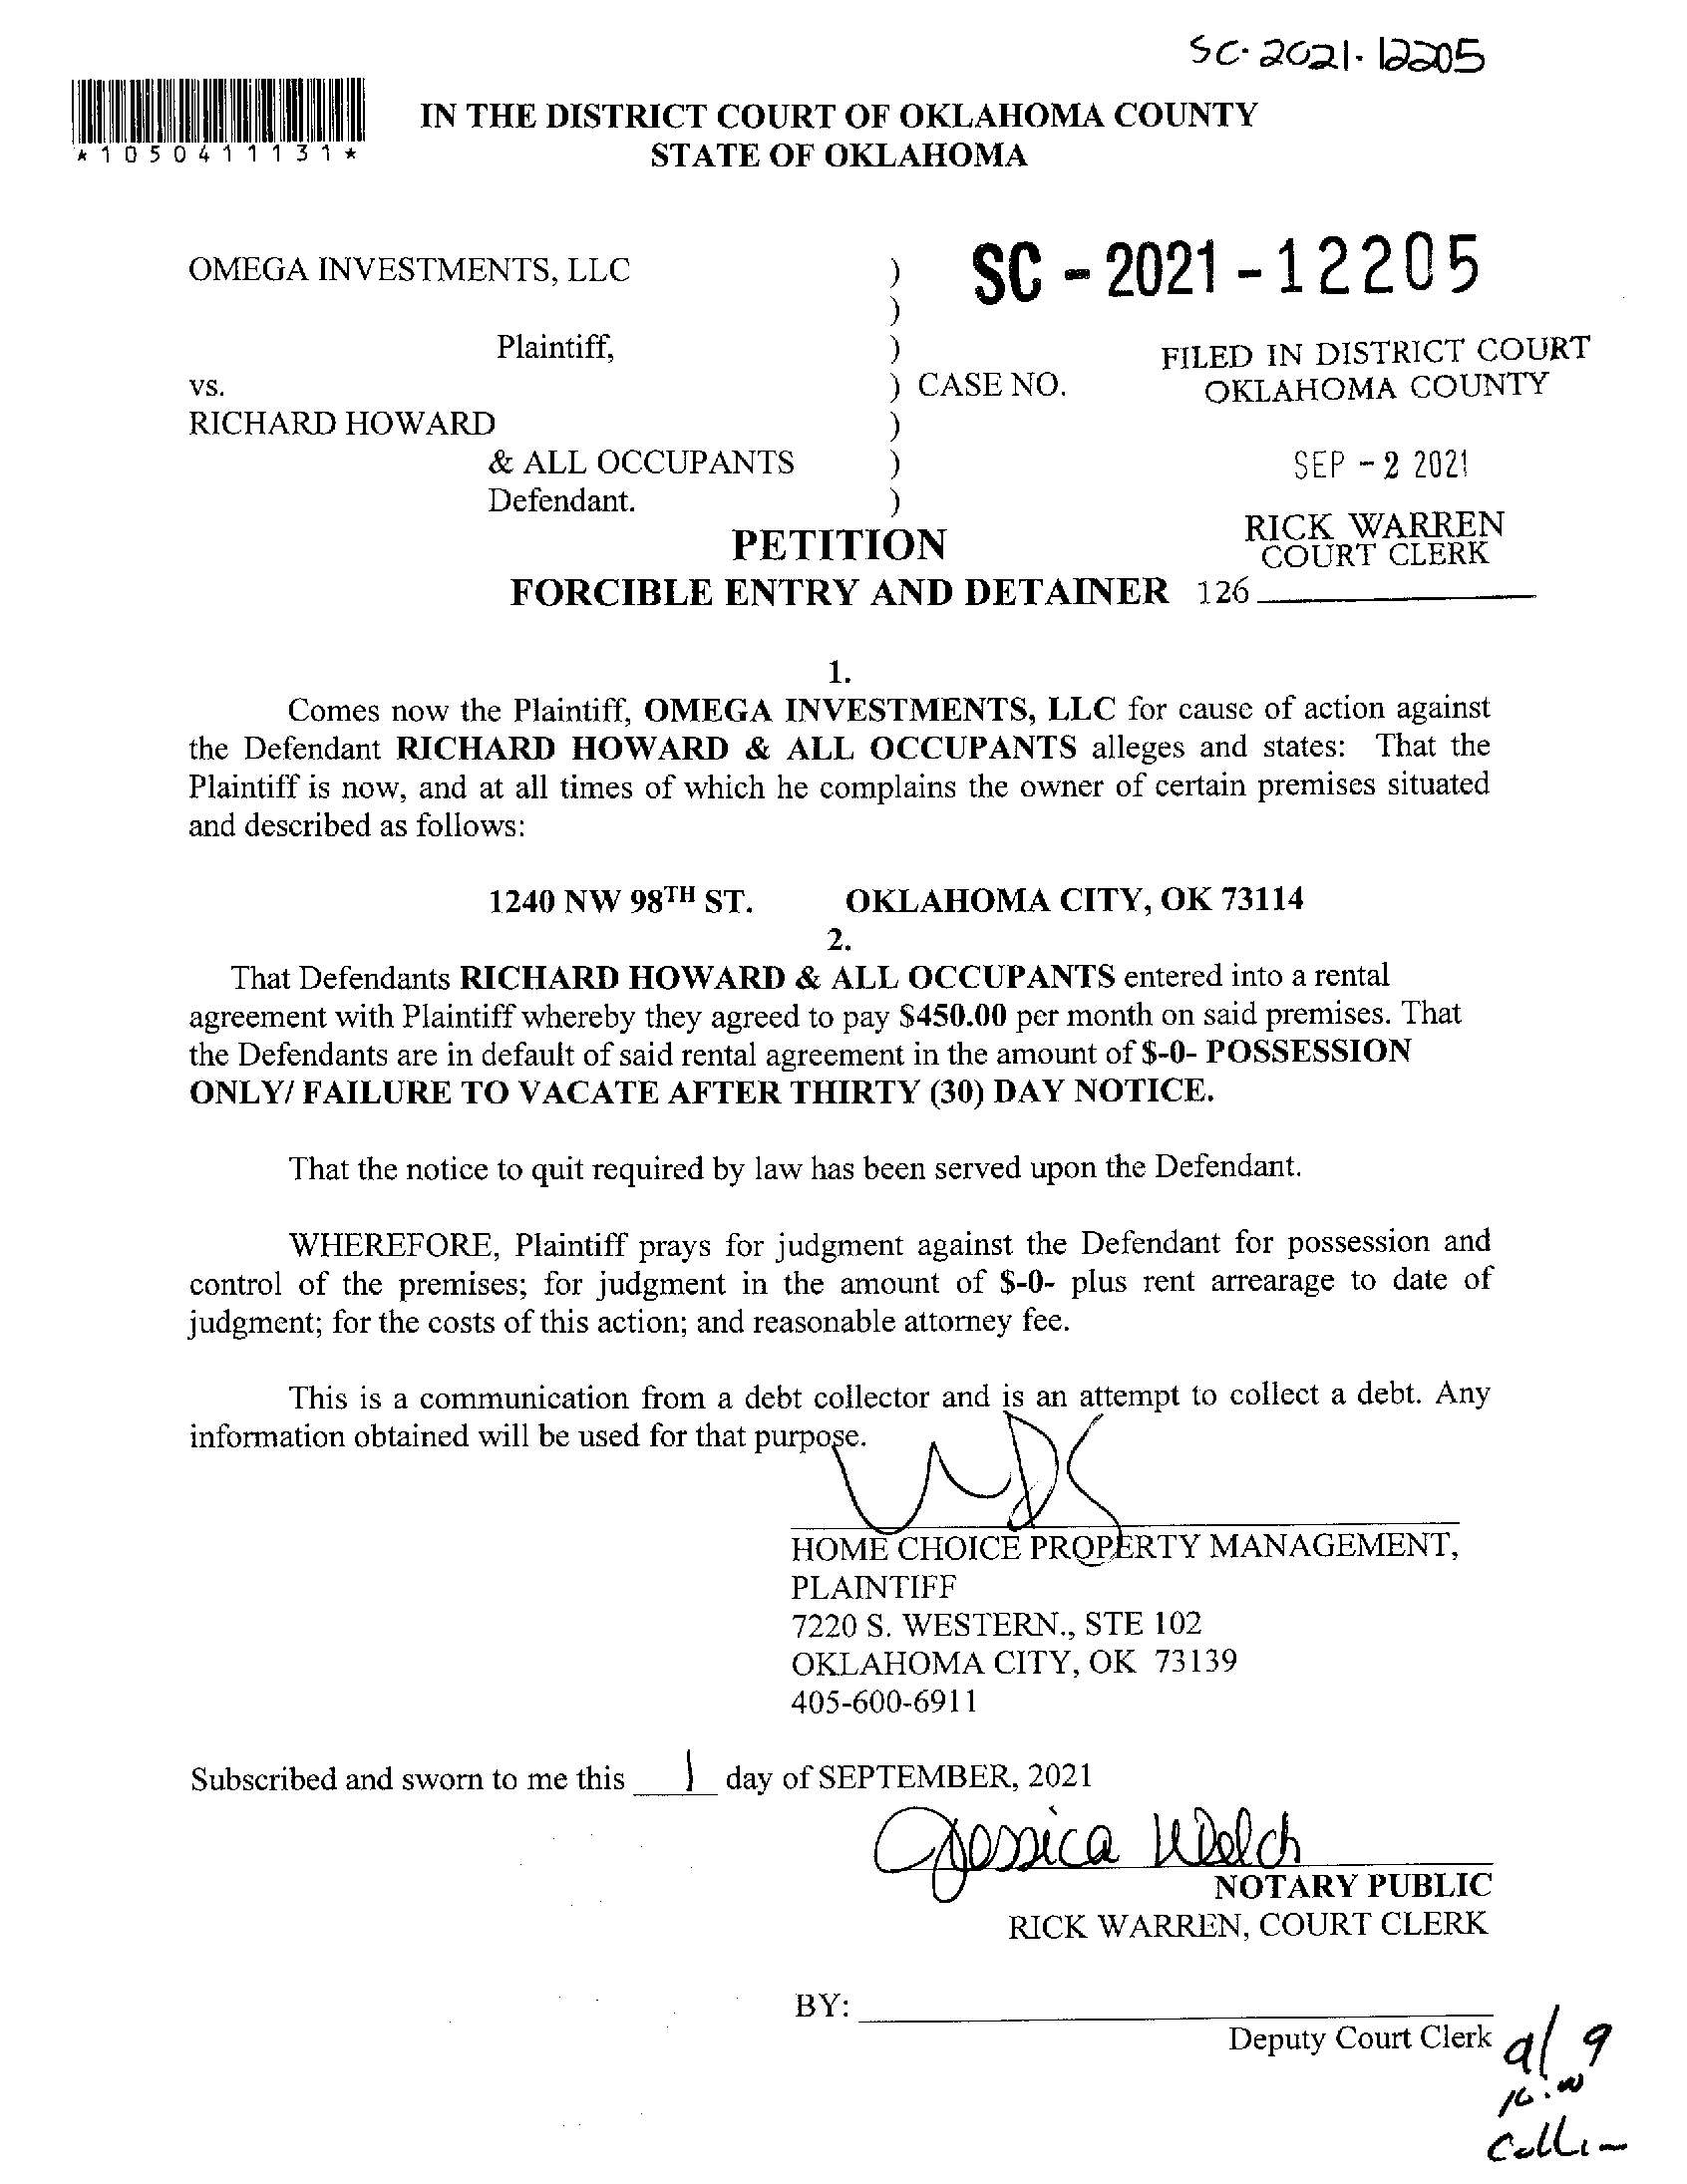 SC-2021-12205
*1050411131*
IN THE DISTRICT COURT OF OKLAHOMA COUNTY
STATE OF OKLAHOMA
OMEGA INVESTMENTS, LLC )
)
Plaintiff, )
vs. ) CASE NO.
RICHARD HOWARD )
& ALL OCCUPANTS )
Defendant. )
SC - 2021 - 12205
FILED IN DISTRICT COURT
OKLAHOMA COUNTY
SEP - 2 2021
RICK WARREN
COURT CLERK
126
PETITION
FORCIBLE ENTRY AND DETAINER
1.
Comes now the Plaintiff, OMEGA INVESTMENTS, LLC for cause of action against
the Defendant RICHARD HOWARD & ALL OCCUPANTS alleges and states: That the
Plaintiff is now, and at all times of which he complains the owner of certain premises situated
and described as follows:
1240 NW 98TH ST. OKLAHOMA CITY, OK 73114
2.
That Defendants RICHARD HOWARD & ALL OCCUPANTS entered into a rental
agreement with Plaintiff whereby they agreed to pay $450.00 per month on said premises. That
the Defendants are in default of said rental agreement in the amount of $-0- POSSESSION
ONLY/ FAILURE TO VACATE AFTER THIRTY (30) DAY NOTICE.
That the notice to quit required by law has been served upon the Defendant.
WHEREFORE, Plaintiff prays for judgment against the Defendant for possession and
control of the premises; for judgment in the amount of $-0- plus rent arrearage to date of
judgment; for the costs of this action; and reasonable attorney fee.
This is a communication from a debt collector and is an attempt to collect a debt. Any
information obtained will be used for that purpose.
HOME CHOICE PROPERTY MANAGEMENT,
PLAINTIFF
7220 S. WESTERN., STE 102
OKLAHOMA CITY, OK 73139
405-600-6911
Subscribed and sworn to me this 1 day of SEPTEMBER, 2021
Jessica Welch
NOTARY PUBLIC
RICK WARREN, COURT CLERK
BY:
Deputy Court Clerk
9/9